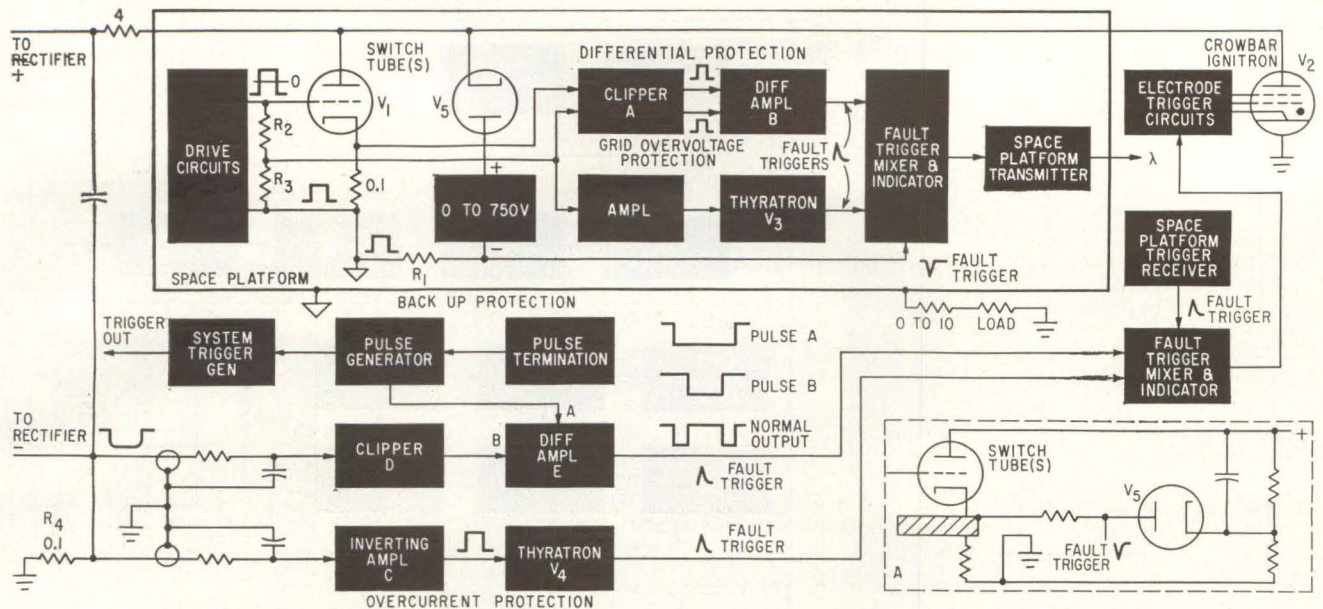 4
TO
RECTIFIER
+
SWITCH
TUBE(S)
V1
V5
DIFFERENTIAL PROTECTION
CROWBAR
IGNITRON
V2
DRIVE
CIRCUITS
0
R2
R3
0.1
+
0 TO 750V
−
R1
CLIPPER
A
DIFF
AMPL
B
GRID OVERVOLTAGE
PROTECTION
FAULT
TRIGGERS
AMPL
THYRATRON
V3
FAULT
TRIGGER
MIXER &
INDICATOR
SPACE
PLATFORM
TRANSMITTER
λ
ELECTRODE
TRIGGER
CIRCUITS
FAULT
TRIGGER
SPACE PLATFORM
BACK UP PROTECTION
0 TO 10
LOAD
SPACE
PLATFORM
TRIGGER
RECEIVER
FAULT
TRIGGER
TRIGGER
OUT
SYSTEM
TRIGGER
GEN
PULSE
GENERATOR
PULSE
TERMINATION
PULSE A
PULSE B
NORMAL
OUTPUT
FAULT
TRIGGER
MIXER &
INDICATOR
TO
RECTIFIER
−
CLIPPER
D
A
B
DIFF
AMPL
E
FAULT
TRIGGER
R4
0.1
INVERTING
AMPL
C
THYRATRON
V4
FAULT
TRIGGER
OVERCURRENT PROTECTION
SWITCH
TUBE(S)
V5
+
FAULT
TRIGGER
A